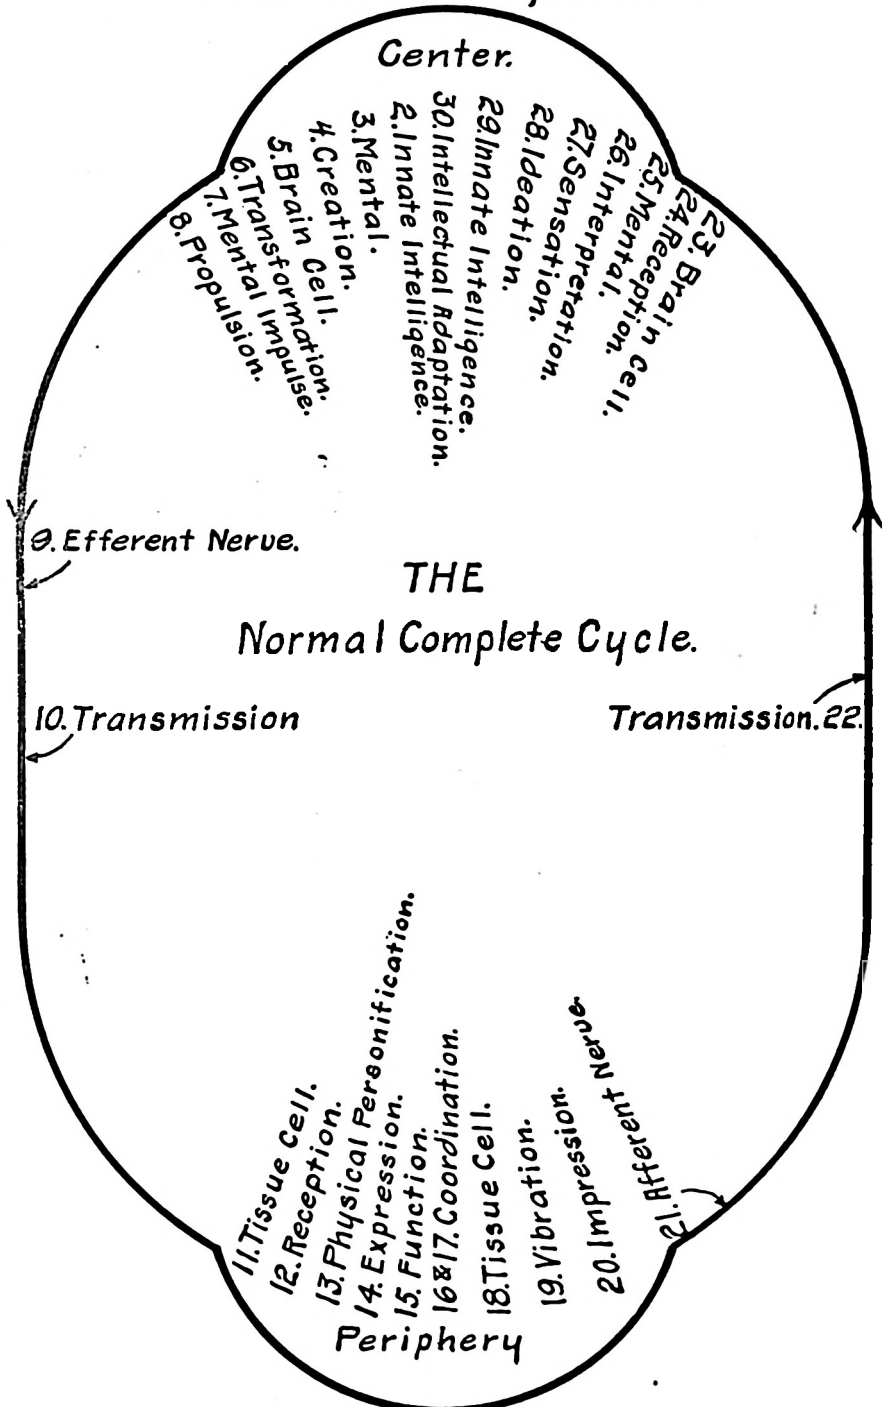 Center.
8. Propulsion.
7. Mental Impulse.
6. Transformation.
5. Brain Cell.
4. Creation.
3. Mental.
2. Innate Intelligence.
30. Intellectual Adaptation.
29. Innate Intelligence.
28. Ideation.
27. Sensation.
26. Interpretation.
25. Mental.
24. Reception.
23. Brain cell.
9. Efferent Nerve.
THE
Normal Complete Cycle.
10. Transmission
Transmission. 22.
11. Tissue Cell.
12. Reception.
13. Physical Personification.
14. Expression.
15. Function.
16 & 17. Coordination.
18. Tissue Cell.
19. Vibration.
20. Impression.
21. Afferent Nerve.
Periphery